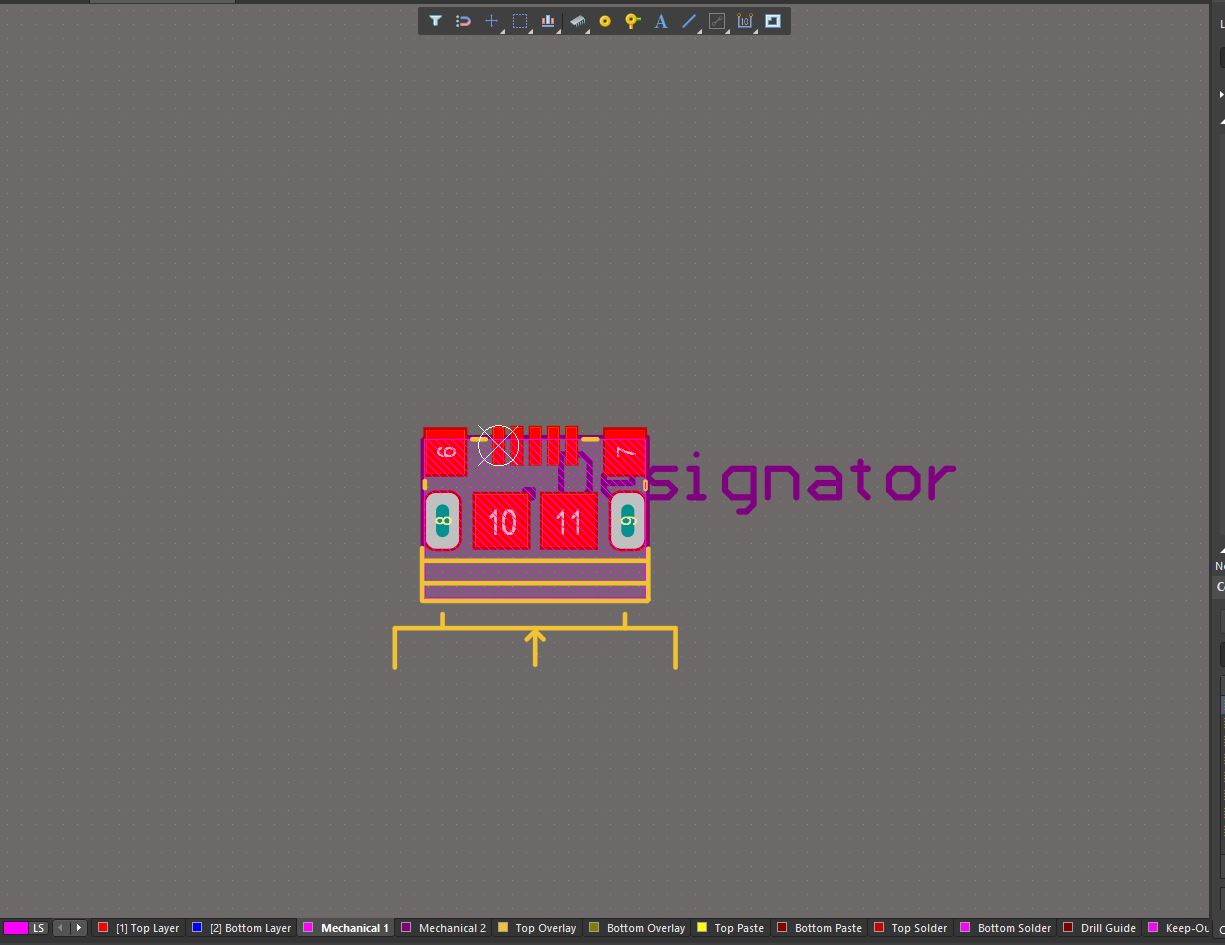 A
10
6
7
Designator
8
10
11
9
LS
[1] Top Layer
[2] Bottom Layer
Mechanical 1
Mechanical 2
Top Overlay
Bottom Overlay
Top Paste
Bottom Paste
Top Solder
Bottom Solder
Drill Guide
Keep-Ou